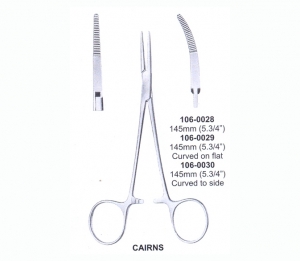 106-0028
145mm (5.3/4")
106-0029
145mm (5.3/4")
Curved on flat
106-0030
145mm (5.3/4")
Curved to side
CAIRNS